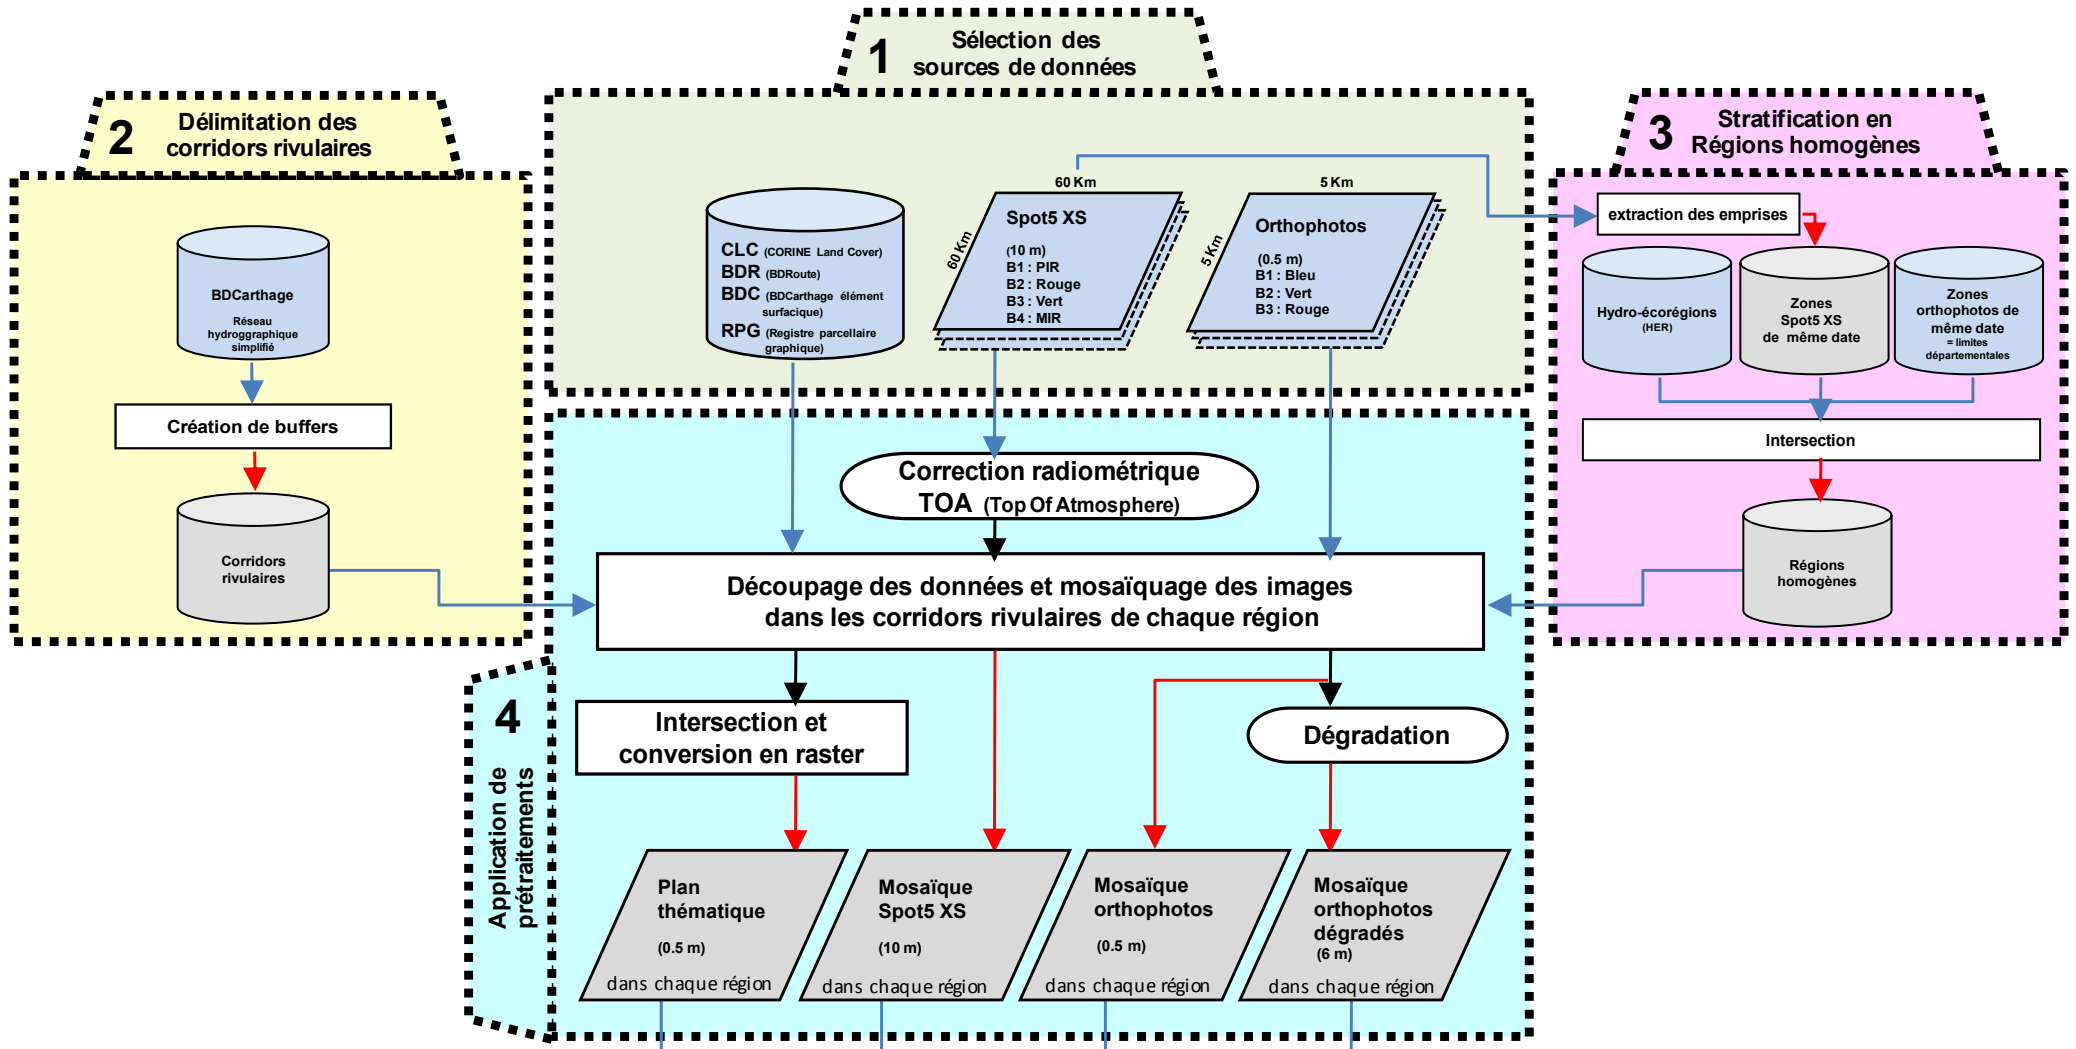 1
Sélection des
sources de données
2
Délimitation des
corridors rivulaires
3
Stratification en
Régions homogènes
BDCarthage
Réseau
hydroggraphique
simplifié
Création de buffers
Corridors
rivulaires
CLC (CORINE Land Cover)
BDR (BDRoute)
BDC (BDCarthage élément
surfacique)
RPG (Registre parcellaire
graphique)
60 Km
60 Km
Spot5 XS
(10 m)
B1 : PIR
B2 : Rouge
B3 : Vert
B4 : MIR
5 Km
5 Km
Orthophotos
(0.5 m)
B1 : Bleu
B2 : Vert
B3 : Rouge
extraction des emprises
Hydro-écorégions
(HER)
Zones
Spot5 XS
de même date
Zones
orthophotos de
même date
= limites
départementales
Intersection
Régions
homogènes
Correction radiométrique
TOA (Top Of Atmosphere)
Découpage des données et mosaïquage des images
dans les corridors rivulaires de chaque région
4
Application de
prétraitements
Intersection et
conversion en raster
Dégradation
Plan
thématique
(0.5 m)
dans chaque région
Mosaïque
Spot5 XS
(10 m)
dans chaque région
Mosaïque
orthophotos
(0.5 m)
dans chaque région
Mosaïque
orthophotos
dégradés
(6 m)
dans chaque région